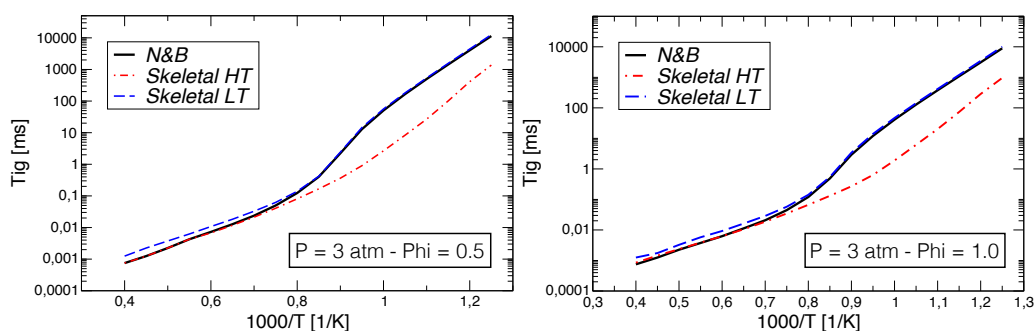 10000
1000
100
10
1
0,1
0,01
0,001
0,0001
Tig [ms]
N&B
Skeletal HT
Skeletal LT
P = 3 atm - Phi = 0.5
0,4 0,6 0,8 1 1,2
1000/T [1/K]
10000
100
1
0,01
0,0001
Tig [ms]
N&B
Skeletal HT
Skeletal LT
P = 3 atm - Phi = 1.0
0,3 0,4 0,5 0,6 0,7 0,8 0,9 1 1,1 1,2 1,3
1000/T [1/K]